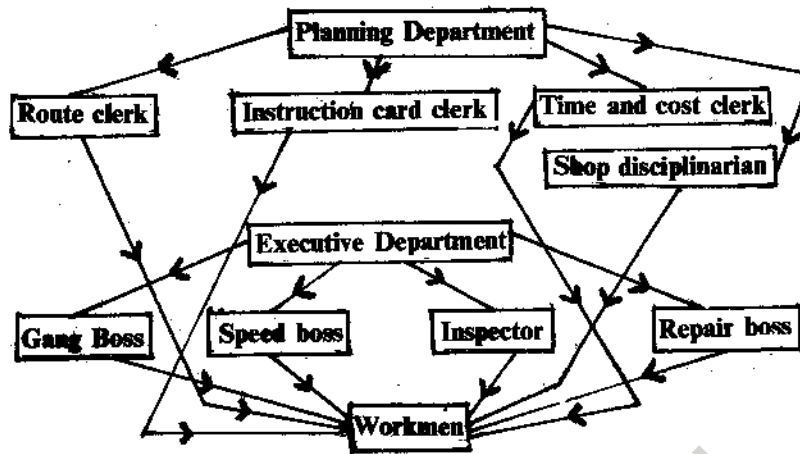 Planning Department
Route clerk
Instruction card clerk
Time and cost clerk
Shop disciplinarian
Executive Department
Gang Boss
Speed boss
Inspector
Repair boss
Workmen